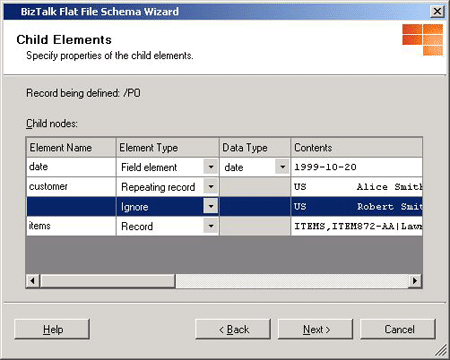 BizTalk Flat File Schema Wizard
Child Elements
Specify properties of the child elements.
Record being defined: /PO
Child nodes:
Element Name Element Type Data Type Contents
date Field element date 1999-10-20
customer Repeating record US Alice Smith
Ignore US Robert Smit
items Record ITEMS,ITEM872-AA|Lawn
Help < Back Next > Cancel